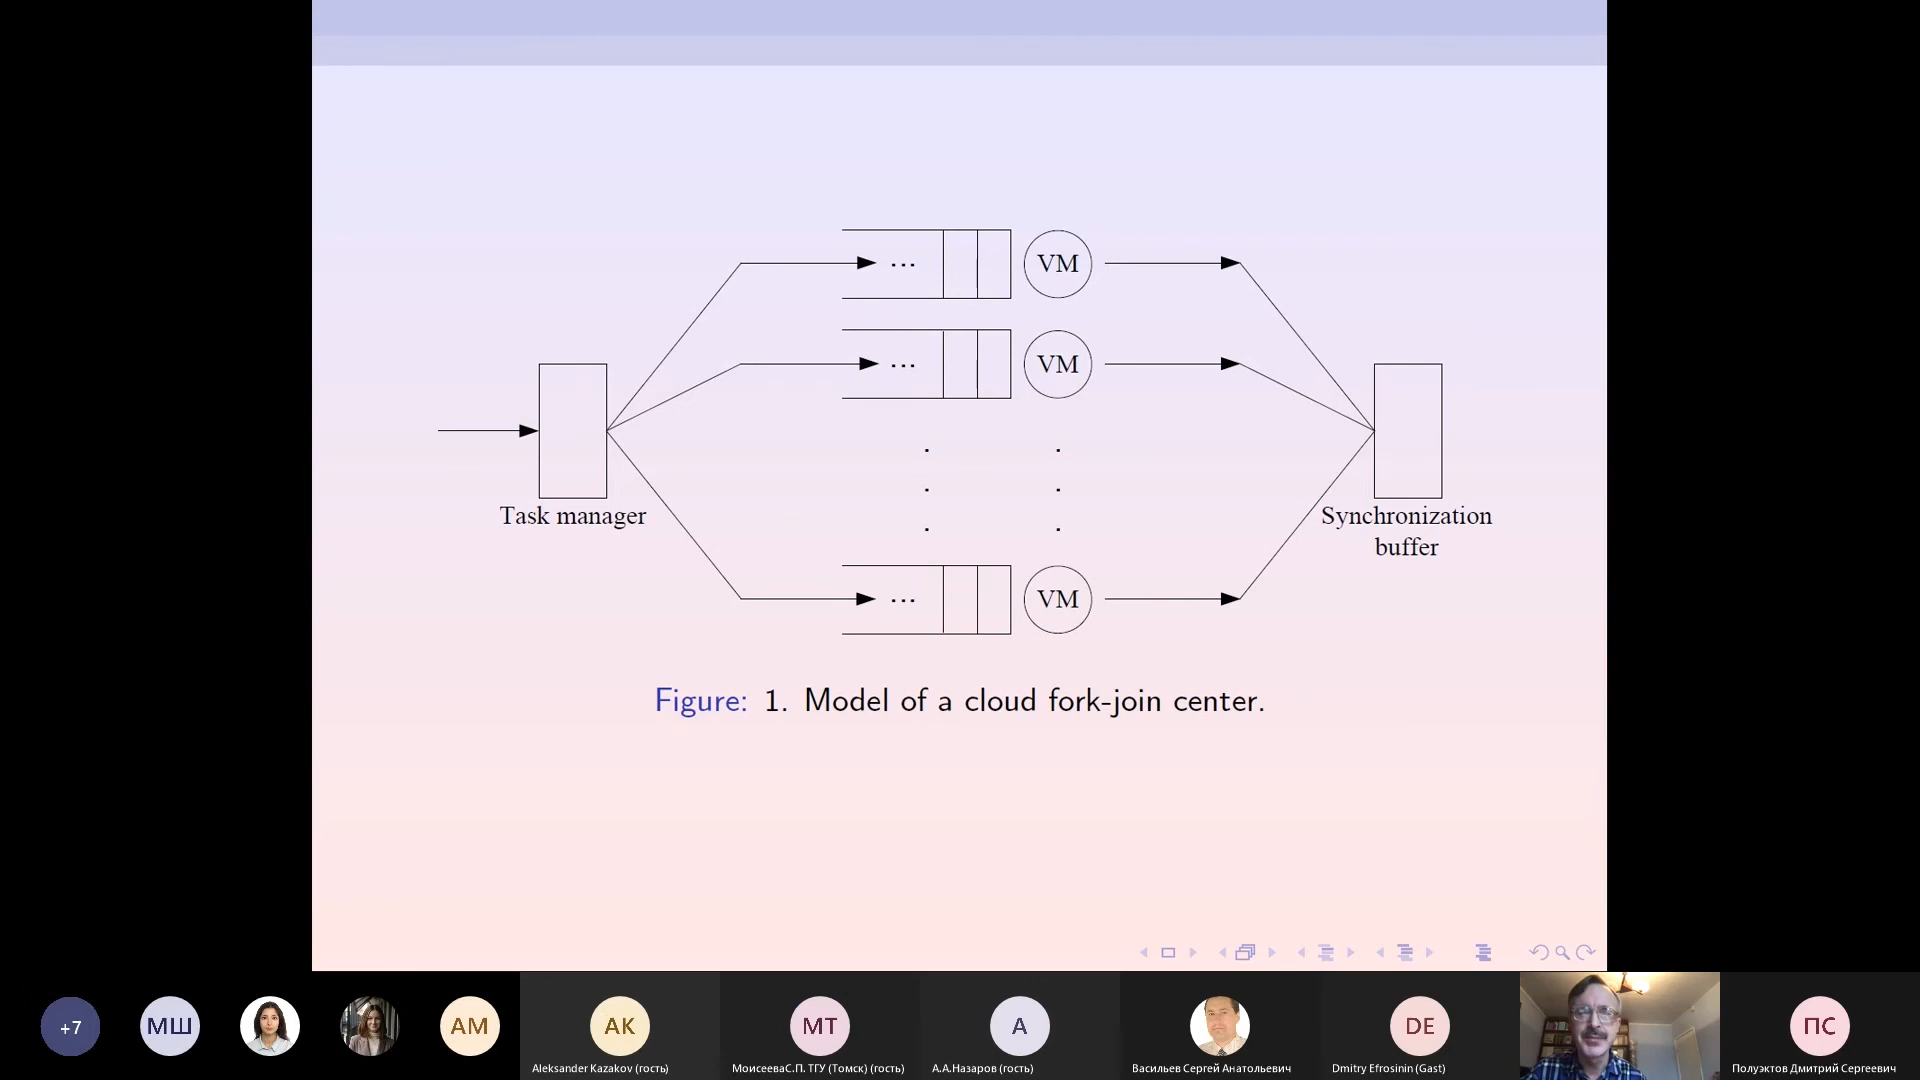 ... VM
... VM
Task manager
Synchronization
buffer
... VM
Figure: 1. Model of a cloud fork-join center.
+7
МШ
АМ
AK
МТ
А
DE
ПС
Aleksander Kazakov (гость)
МоисееваС.П. ТГУ (Томск) (гость)
А.А.Назаров (гость)
Васильев Сергей Анатольевич
Dmitry Efrosinin (Gast)
Полуэктов Дмитрий Сергеевич